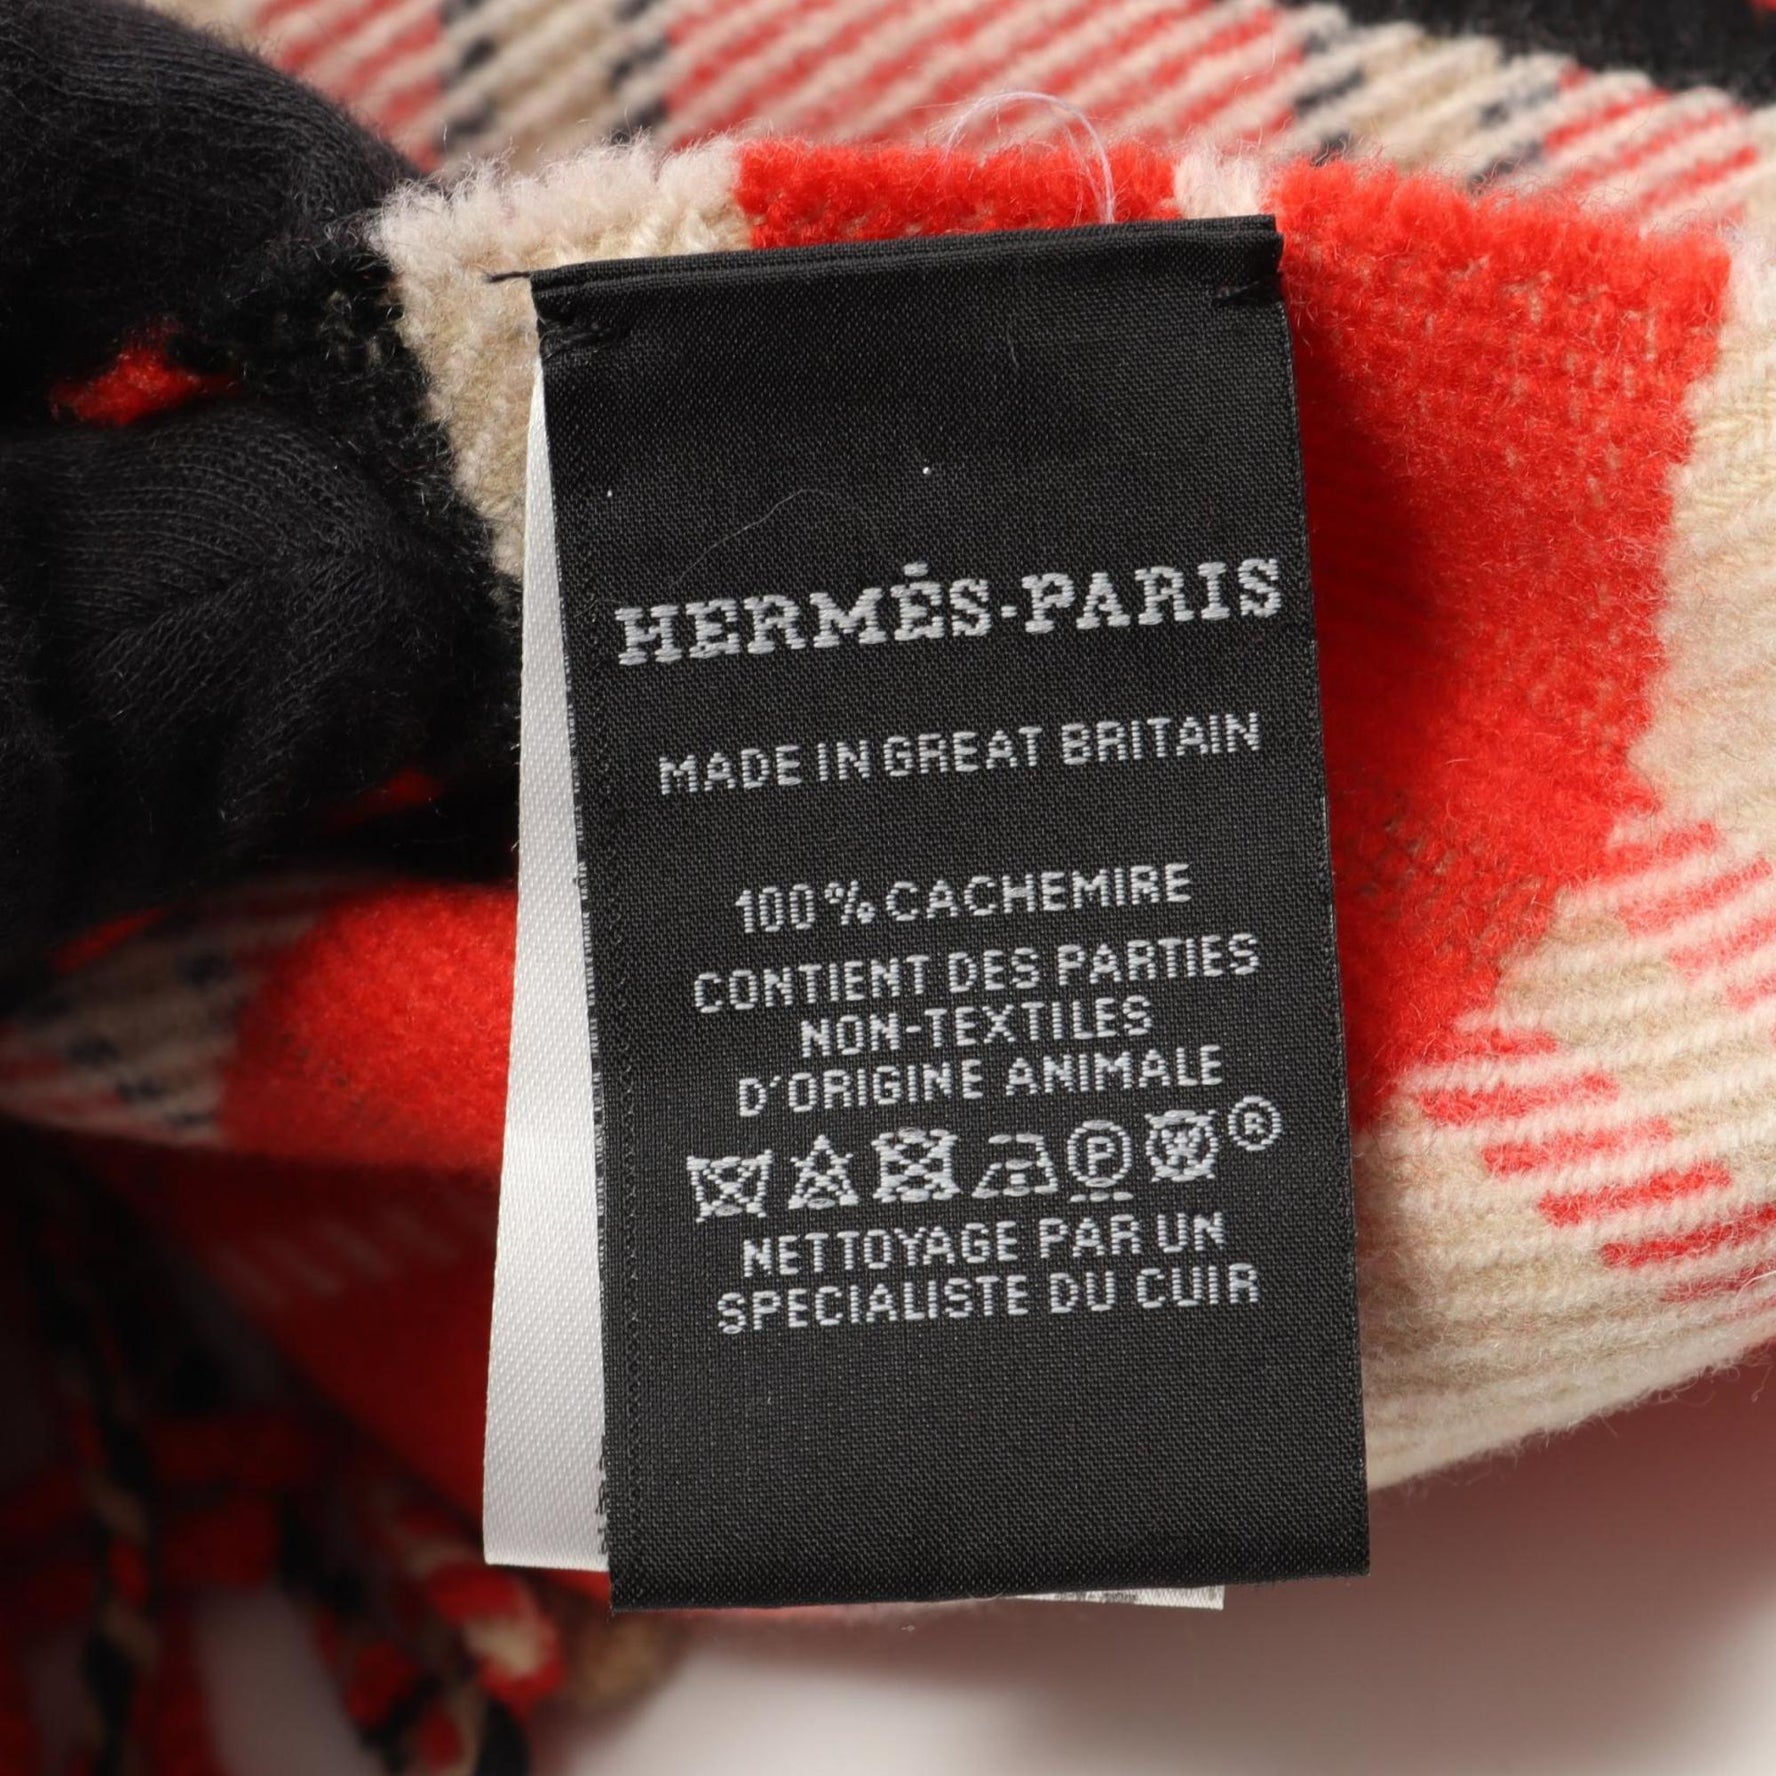 HERMÈS-PARIS
MADE IN GREAT BRITAIN
100% CACHEMIRE
CONTIENT DES PARTIES
NON-TEXTILES
D'ORIGINE ANIMALE
P W ®
NETTOYAGE PAR UN
SPECIALISTE DU CUIR